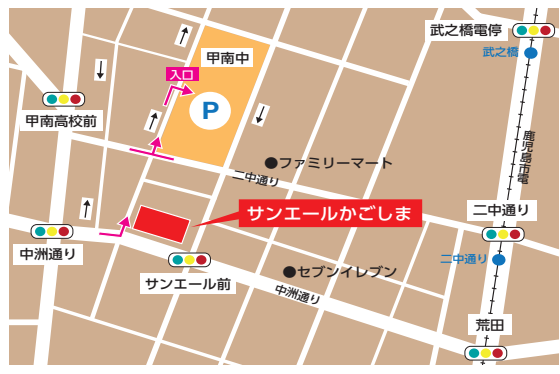 武之橋電停
武之橋
甲南中
入口
P
甲南高校前
鹿児島市電
ファミリーマート
二中通り
サンエールかごしま
二中通り
中洲通り
二中通り
セブンイレブン
サンエール前
中洲通り
荒田